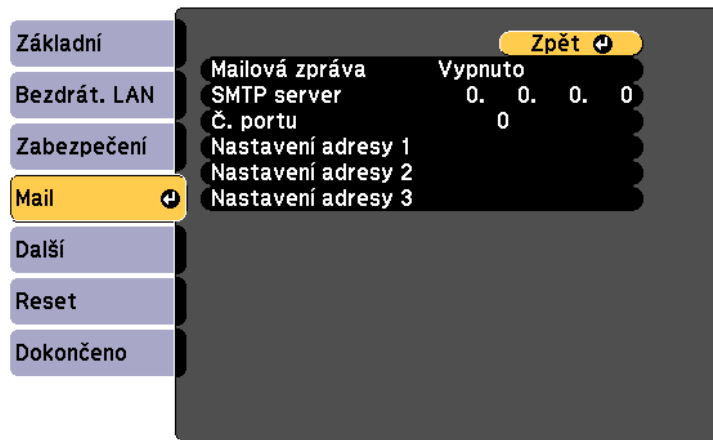 Základní
Bezdrát. LAN
Zabezpečení
Mail
Další
Reset
Dokončeno
Zpět
Mailová zpráva Vypnuto
SMTP server 0. 0. 0. 0
Č. portu 0
Nastavení adresy 1
Nastavení adresy 2
Nastavení adresy 3